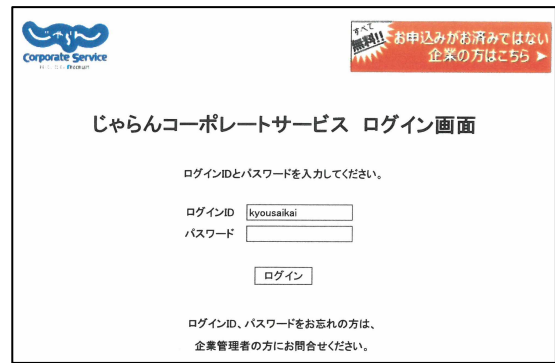 じゃらん
Corporate Service
すべて
無料!!
お申込みがお済みではない
企業の方はこちら ▶
じゃらんコーポレートサービス ログイン画面
ログインIDとパスワードを入力してください。
ログインID kyousaikai
パスワード
ログイン
ログインID、パスワードをお忘れの方は、
企業管理者の方にお問合せください。